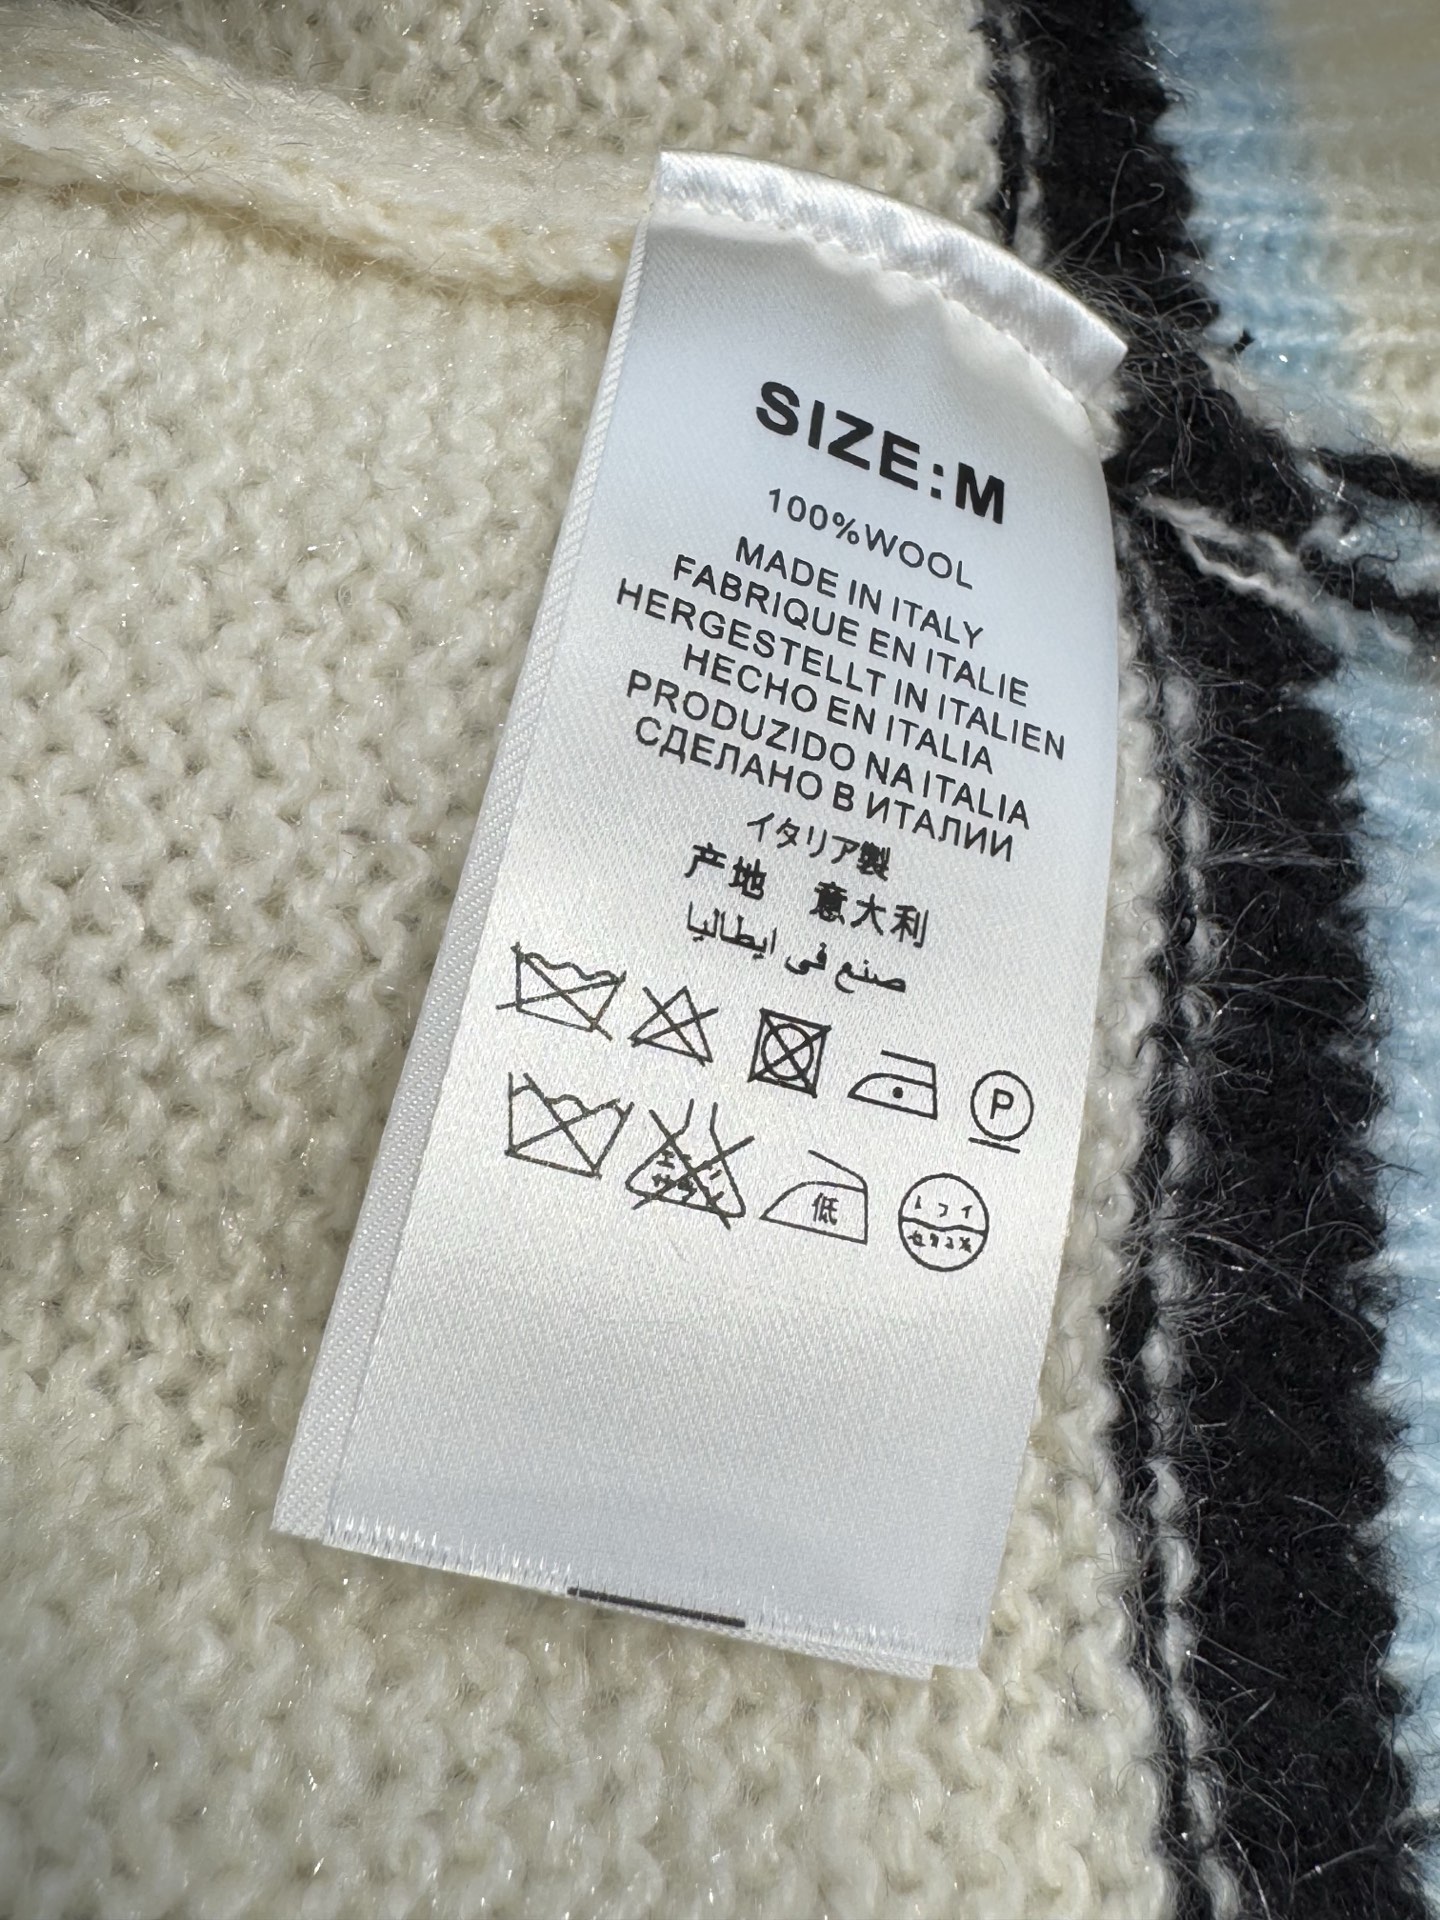 SIZE:M
100%WOOL
MADE IN ITALY
FABRIQUE EN ITALIE
HERGESTELLT IN ITALIEN
HECHO EN ITALIA
PRODUZIDO NA ITALIA
СДЕЛАНО В ИТАЛИИ
イタリア製
产地 意大利
صنع في ايطاليا
P
低